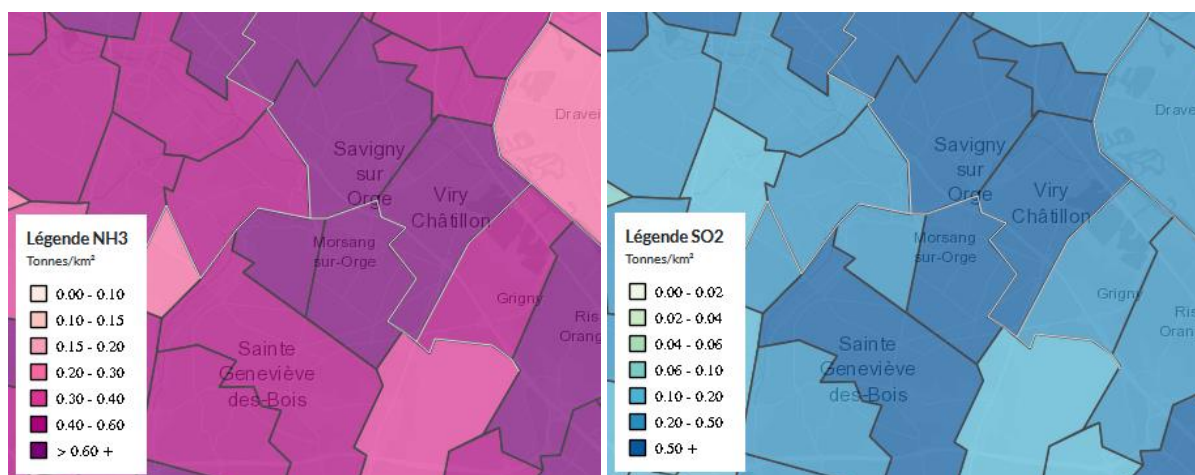 Dravei
Savigny
sur
Orge
Viry
Châtillon
Morsang
sur-Orge
Grigny
Ris
Orang
Sainte
Geneviève
des-Bois
Légende NH3
Tonnes/km²
0.00 - 0.10
0.10 - 0.15
0.15 - 0.20
0.20 - 0.30
0.30 - 0.40
0.40 - 0.60
> 0.60 +
Dravei
Savigny
sur
Orge
Viry
Châtillon
Morsang
sur-Orge
Grigny
Ris
Orang
Sainte
Geneviève
des-Bois
Légende SO2
Tonnes/km²
0.00 - 0.02
0.02 - 0.04
0.04 - 0.06
0.06 - 0.10
0.10 - 0.20
0.20 - 0.50
0.50 +